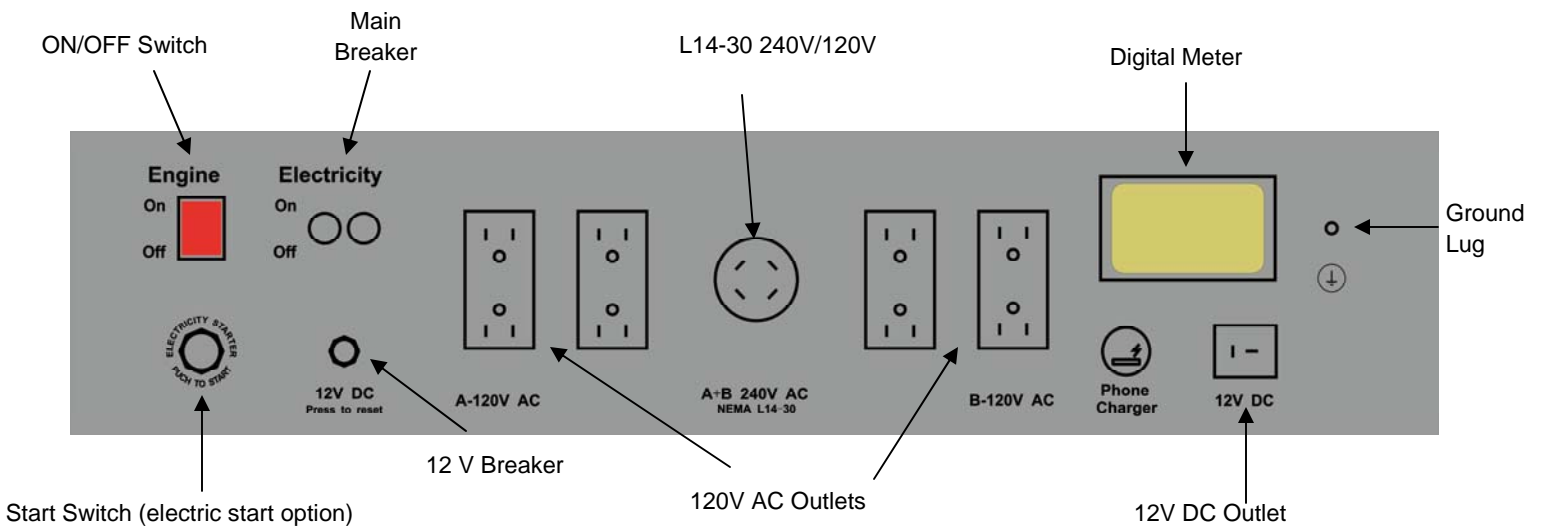 ON/OFF Switch
Main
Breaker
L14-30 240V/120V
Digital Meter
Engine
On
Off
Electricity
On
Off
Ground
Lug
ELECTRICITY STARTER
PUCH TO START
12V DC
Press to reset
A-120V AC
A+B 240V AC
NEMA L14-30
B-120V AC
Phone
Charger
12V DC
12 V Breaker
120V AC Outlets
Start Switch (electric start option)
12V DC Outlet